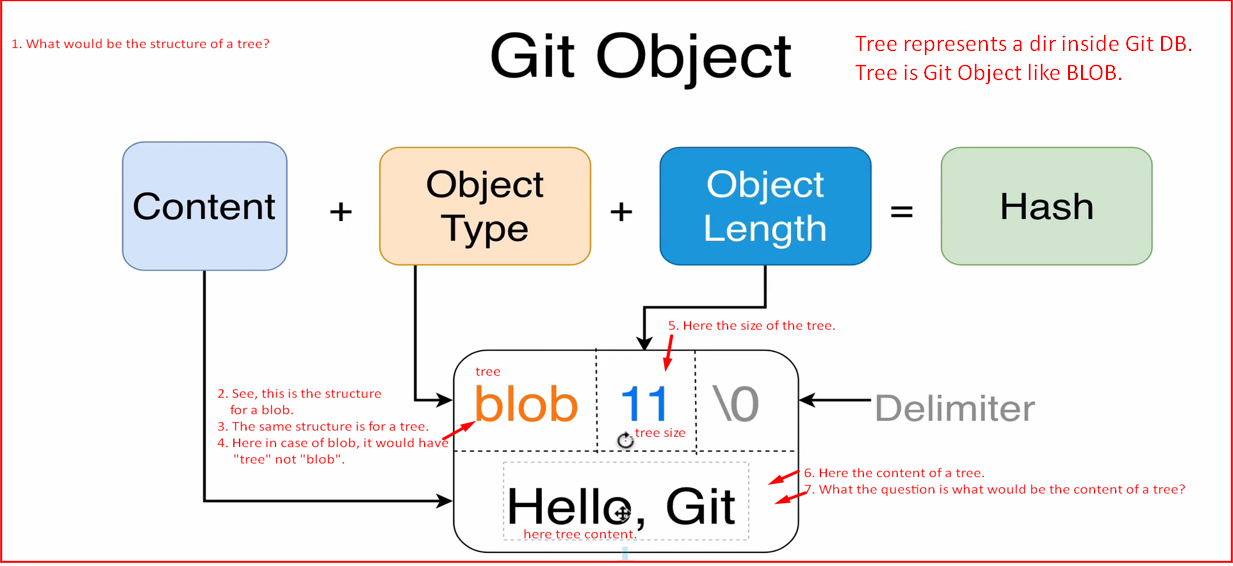 1. What would be the structure of a tree?
Git Object
Tree represents a dir inside Git DB.
Tree is Git Object like BLOB.
Content
+
Object
Type
+
Object
Length
=
Hash
5. Here the size of the tree.
tree
blob
11
\0
tree size
Delimiter
2. See, this is the structure
for a blob.
3. The same structure is for a tree.
4. Here in case of blob, it would have
"tree" not "blob".
6. Here the content of a tree.
7. What the question is what would be the content of a tree?
Hello, Git
here tree content.